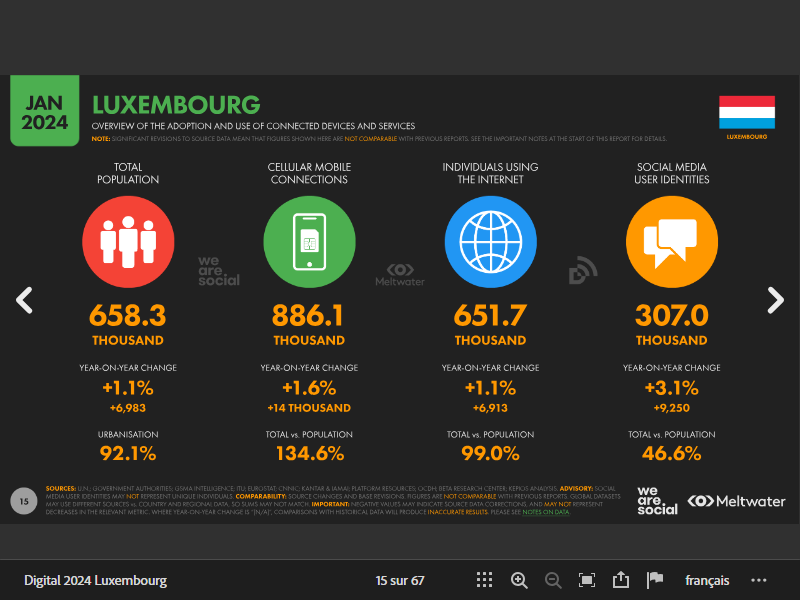 JAN
2024
LUXEMBOURG
OVERVIEW OF THE ADOPTION AND USE OF CONNECTED DEVICES AND SERVICES
NOTE: SIGNIFICANT REVISIONS TO SOURCE DATA MEAN THAT FIGURES SHOWN HERE ARE NOT COMPARABLE WITH PREVIOUS REPORTS. SEE THE IMPORTANT NOTES AT THE START OF THIS REPORT FOR DETAILS.
LUXEMBOURG
TOTAL
POPULATION
CELLULAR MOBILE
CONNECTIONS
INDIVIDUALS USING
THE INTERNET
SOCIAL MEDIA
USER IDENTITIES
we
are
social
Meltwater
658.3
THOUSAND
886.1
THOUSAND
651.7
THOUSAND
307.0
THOUSAND
YEAR-ON-YEAR CHANGE
+1.1%
+6,983
YEAR-ON-YEAR CHANGE
+1.6%
+14 THOUSAND
YEAR-ON-YEAR CHANGE
+1.1%
+6,913
YEAR-ON-YEAR CHANGE
+3.1%
+9,250
URBANISATION
92.1%
TOTAL vs. POPULATION
134.6%
TOTAL vs. POPULATION
99.0%
TOTAL vs. POPULATION
46.6%
15
SOURCES: U.N.; GOVERNMENT AUTHORITIES; GSMA INTELLIGENCE; ITU; EUROSTAT; CNNIC; KANTAR & IAMAI; PLATFORM RESOURCES; OCDH; BETA RESEARCH CENTER; KEPIOS ANALYSIS. ADVISORY: SOCIAL
MEDIA USER IDENTITIES MAY NOT REPRESENT UNIQUE INDIVIDUALS. COMPARABILITY: SOURCE CHANGES AND BASE REVISIONS. FIGURES ARE NOT COMPARABLE WITH PREVIOUS REPORTS. GLOBAL DATASETS
MAY USE DIFFERENT SOURCES vs. COUNTRY AND REGIONAL DATA, SO SUMS MAY NOT MATCH. IMPORTANT: NEGATIVE VALUES MAY INDICATE SOURCE DATA CORRECTIONS, AND MAY NOT REPRESENT
DECREASES IN THE RELEVANT METRIC. WHERE YEAR-ON-YEAR CHANGE IS "[N/A]", COMPARISONS WITH HISTORICAL DATA WILL PRODUCE INACCURATE RESULTS. PLEASE SEE NOTES ON DATA.
we
are.
social
Meltwater
Digital 2024 Luxembourg
15 sur 67
français